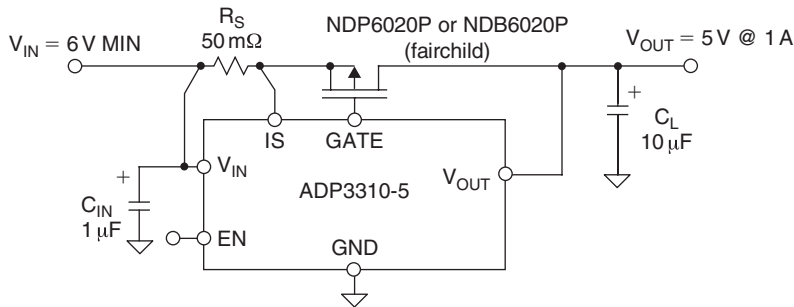 R_S
50 mΩ
NDP6020P or NDB6020P
(fairchild)
V_IN = 6 V MIN
V_OUT = 5 V @ 1 A
+
C_L
10 μF
IS
GATE
V_IN
V_OUT
ADP3310-5
+
C_IN
1 μF
EN
GND